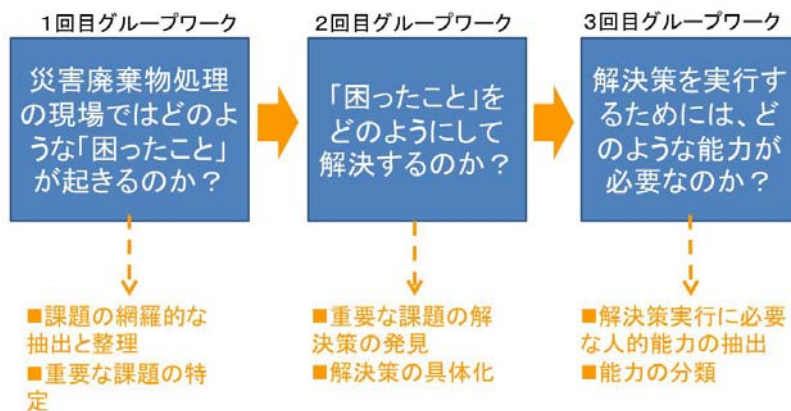 1回目グループワーク
災害廃棄物処理
の現場ではどのよ
うな「困ったこと」
が起きるのか？
■課題の網羅的な
抽出と整理
■重要な課題の特
定
2回目グループワーク
「困ったこと」を
どのようにして
解決するのか？
■重要な課題の解
決策の発見
■解決策の具体化
3回目グループワーク
解決策を実行す
るためには、ど
のような能力が
必要なのか？
■解決策実行に必要
な人的能力の抽出
■能力の分類